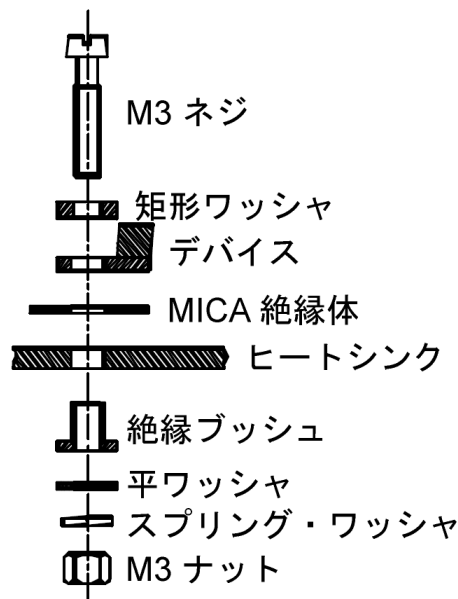 M3 ネジ
矩形ワッシャ
デバイス
MICA 絶縁体
ヒートシンク
絶縁ブッシュ
平ワッシャ
スプリング・ワッシャ
M3 ナット